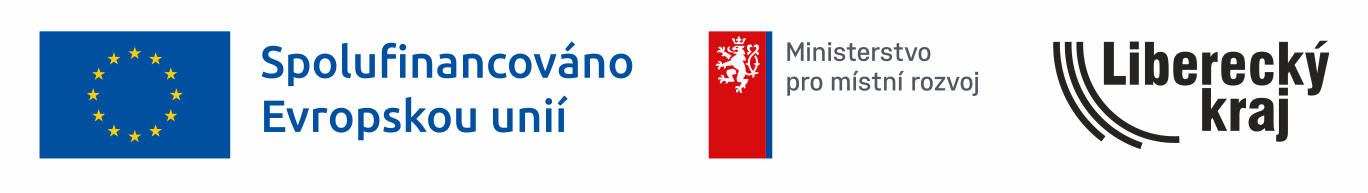 Spolufinancováno
Evropskou unií
Ministerstvo
pro místní rozvoj
Liberecký
kraj